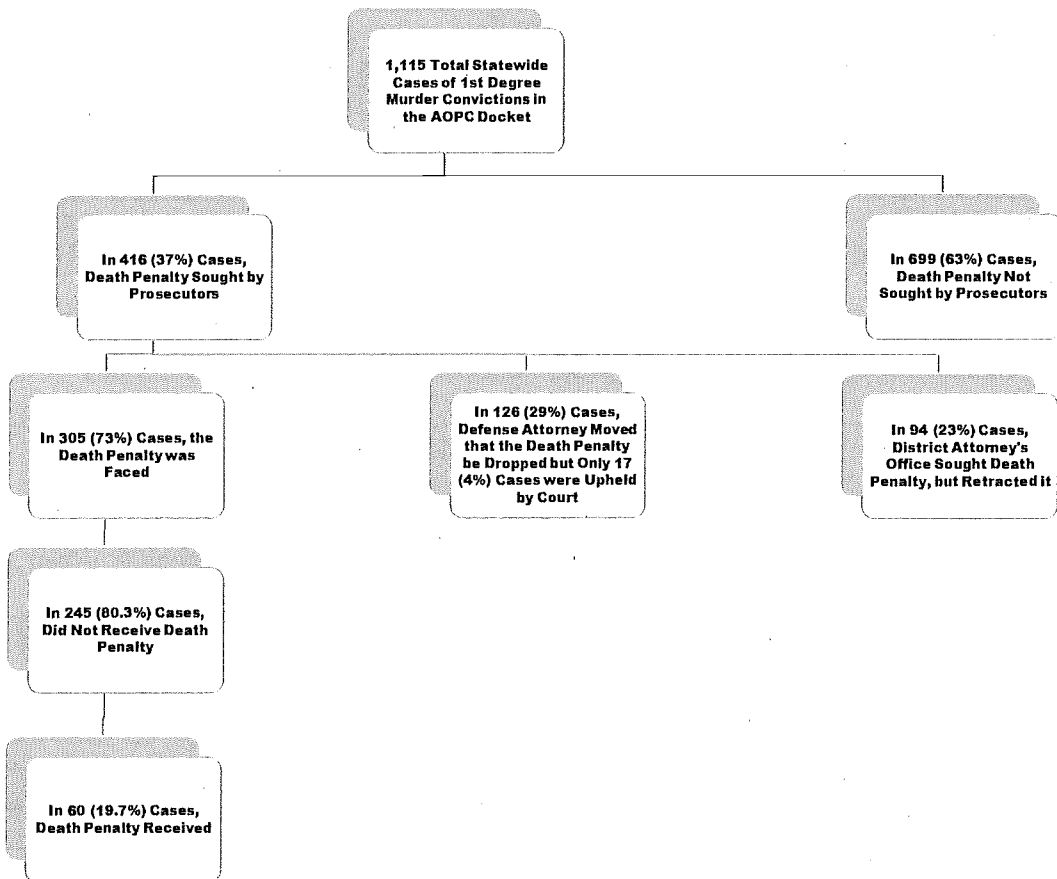 1,115 Total Statewide
Cases of 1st Degree
Murder Convictions in
the AOPC Docket
In 416 (37%) Cases,
Death Penalty Sought by
Prosecutors
In 699 (63%) Cases,
Death Penalty Not
Sought by Prosecutors
In 305 (73%) Cases, the
Death Penalty was
Faced
In 126 (29%) Cases,
Defense Attorney Moved
that the Death Penalty
be Dropped but Only 17
(4%) Cases were Upheld
by Court
In 94 (23%) Cases,
District Attorney's
Office Sought Death
Penalty, but Retracted it
In 245 (80.3%) Cases,
Did Not Receive Death
Penalty
In 60 (19.7%) Cases,
Death Penalty Received